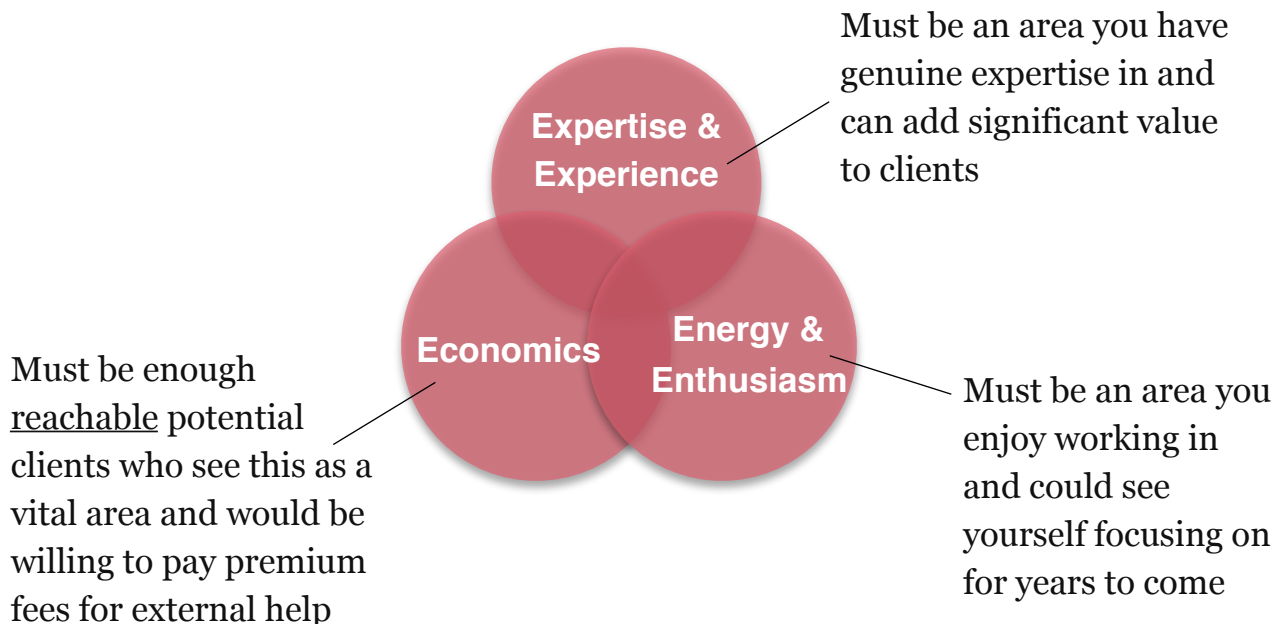 Must be an area you have
genuine expertise in and
can add significant value
to clients
Expertise &
Experience
Economics
Energy &
Enthusiasm
Must be enough
reachable potential
clients who see this as a
vital area and would be
willing to pay premium
fees for external help
Must be an area you
enjoy working in
and could see
yourself focusing on
for years to come